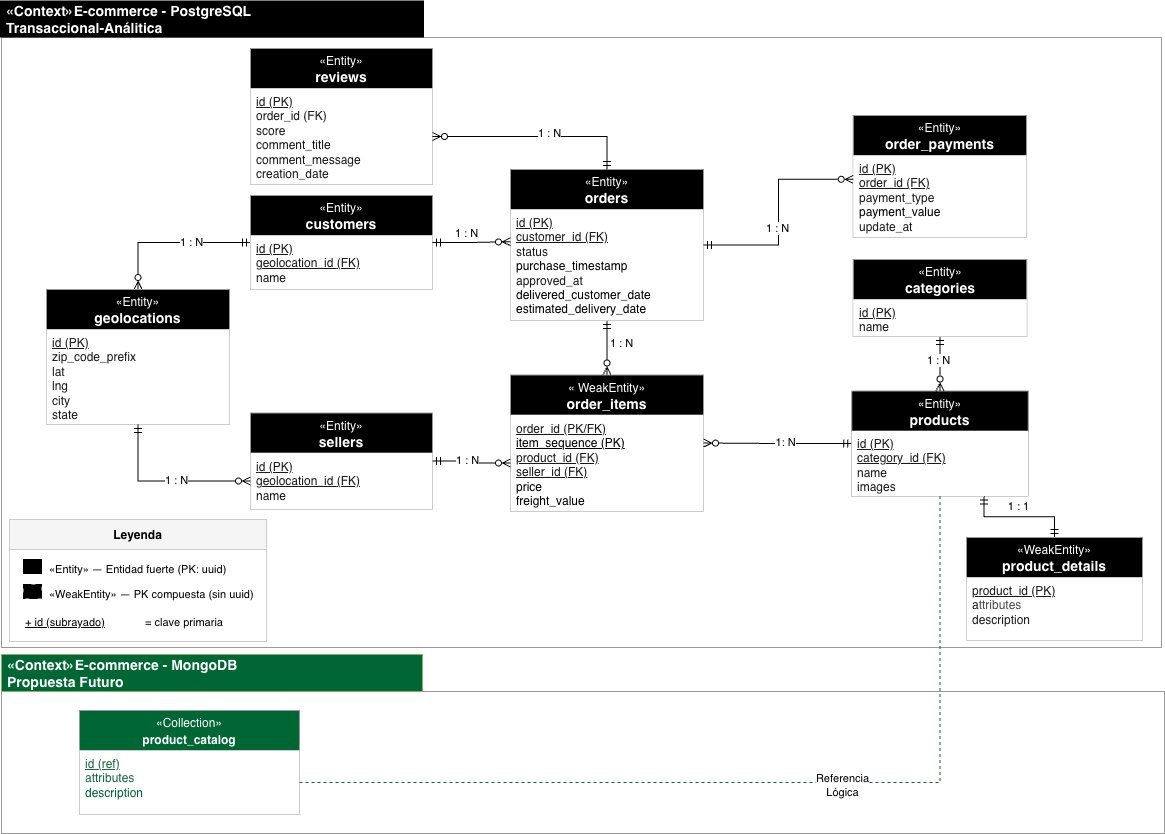 «Context» E-commerce - PostgreSQL
Transaccional-Análitica
«Entity»
reviews
id (PK)
order_id (FK)
score
comment_title
comment_message
creation_date
1 : N
«Entity»
order_payments
id (PK)
order_id (FK)
payment_type
payment_value
update_at
«Entity»
orders
id (PK)
customer_id (FK)
status
purchase_timestamp
approved_at
delivered_customer_date
estimated_delivery_date
1 : N
«Entity»
customers
id (PK)
geolocation_id (FK)
name
1 : N
1 : N
«Entity»
geolocations
id (PK)
zip_code_prefix
lat
lng
city
state
«Entity»
categories
id (PK)
name
1 : N
1 : N
«Entity»
sellers
id (PK)
geolocation_id (FK)
name
1 : N
1 : N
« WeakEntity»
order_items
order_id (PK/FK)
item_sequence (PK)
product_id (FK)
seller_id (FK)
price
freight_value
1: N
«Entity»
products
id (PK)
category_id (FK)
name
images
1 : 1
«WeakEntity»
product_details
product_id (PK)
attributes
description
Leyenda
«Entity» — Entidad fuerte (PK: uuid)
«WeakEntity» — PK compuesta (sin uuid)
+ id (subrayado) = clave primaria
«Context» E-commerce - MongoDB
Propuesta Futuro
«Collection»
product_catalog
id (ref)
attributes
description
Referencia
Lógica